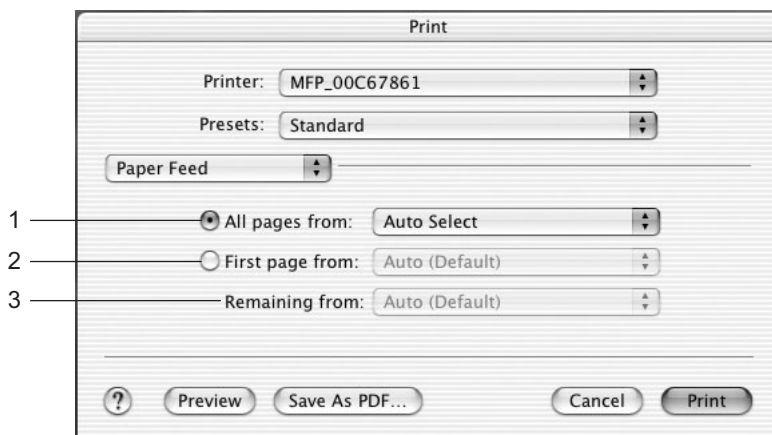 Print
Printer: MFP_00C67861
Presets: Standard
Paper Feed
1 All pages from: Auto Select
2 First page from: Auto (Default)
3 Remaining from: Auto (Default)
? Preview Save As PDF... Cancel Print